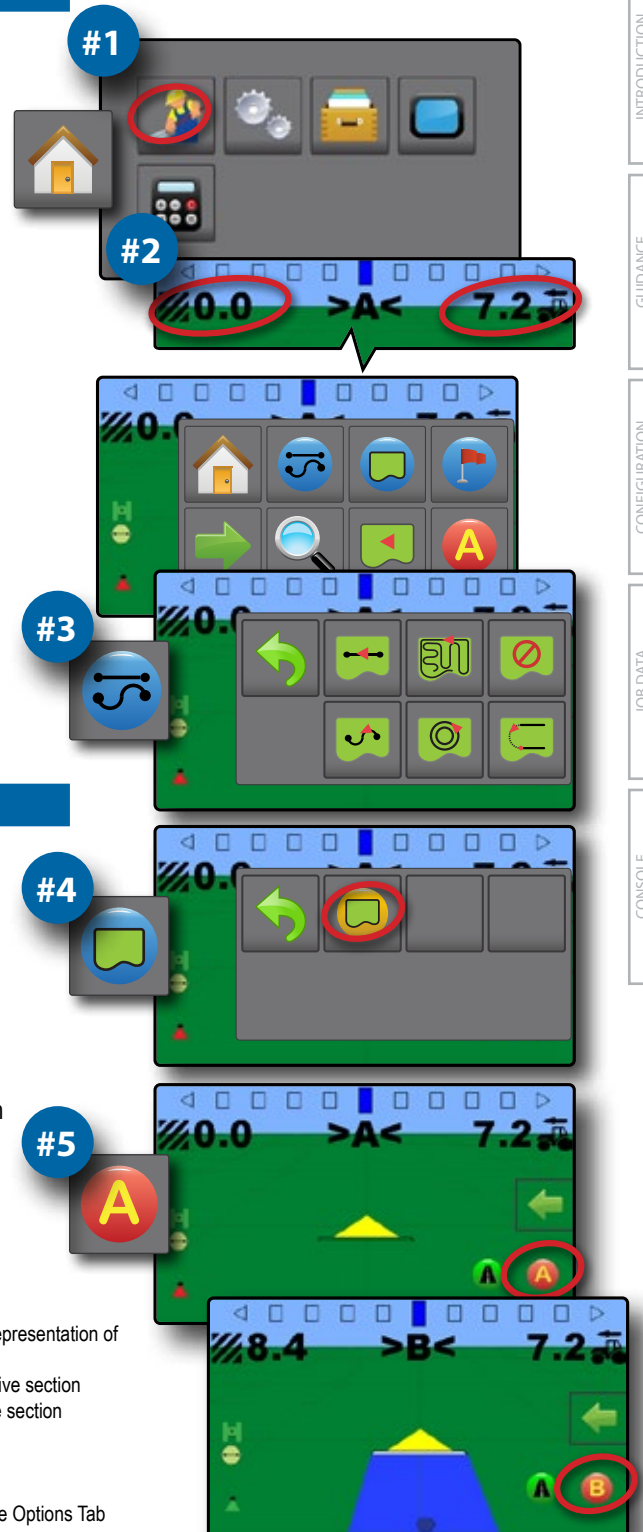 #1
INTRODUCTION
#2
0.0 >A< 7.2
GUIDANCE
0.0
A
CONFIGURATION
#3
0.0
JOB DATA
#4
0.0
CONSOLE
#5
0.0 >A< 7.2
A
A
epresentation of
8.4 >B< 7.2
ive section
e section
B
e Options Tab